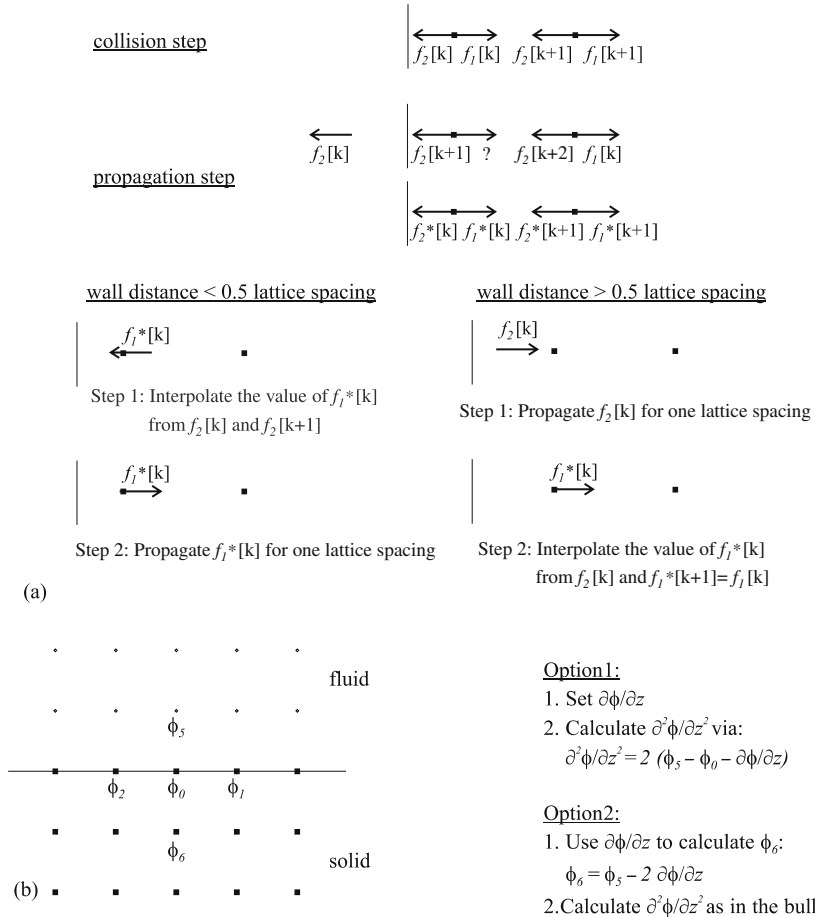 collision step
f₂[k] f₁[k] f₂[k+1] f₁[k+1]
f₂[k] f₂[k+1] ? f₂[k+2] f₁[k]
propagation step
f₂*[k] f₁*[k] f₂*[k+1] f₁*[k+1]
wall distance < 0.5 lattice spacing
f₁*[k]
Step 1: Interpolate the value of f₁*[k]
from f₂[k] and f₂[k+1]
f₁*[k]
Step 2: Propagate f₁*[k] for one lattice spacing
wall distance > 0.5 lattice spacing
f₂[k]
Step 1: Propagate f₂[k] for one lattice spacing
f₁*[k]
Step 2: Interpolate the value of f₁*[k]
from f₂[k] and f₁*[k+1]= f₁[k]
(a)
fluid
ϕ₅
ϕ₂ ϕ₀ ϕ₁
ϕ₆
solid
(b)
Option1:
1. Set ∂ϕ/∂z
2. Calculate ∂²ϕ/∂z² via:
∂²ϕ/∂z² = 2 (ϕ₅ – ϕ₀ – ∂ϕ/∂z)
Option2:
1. Use ∂ϕ/∂z to calculate ϕ₆:
ϕ₆ = ϕ₅ – 2 ∂ϕ/∂z
2.Calculate ∂²ϕ/∂z² as in the bull